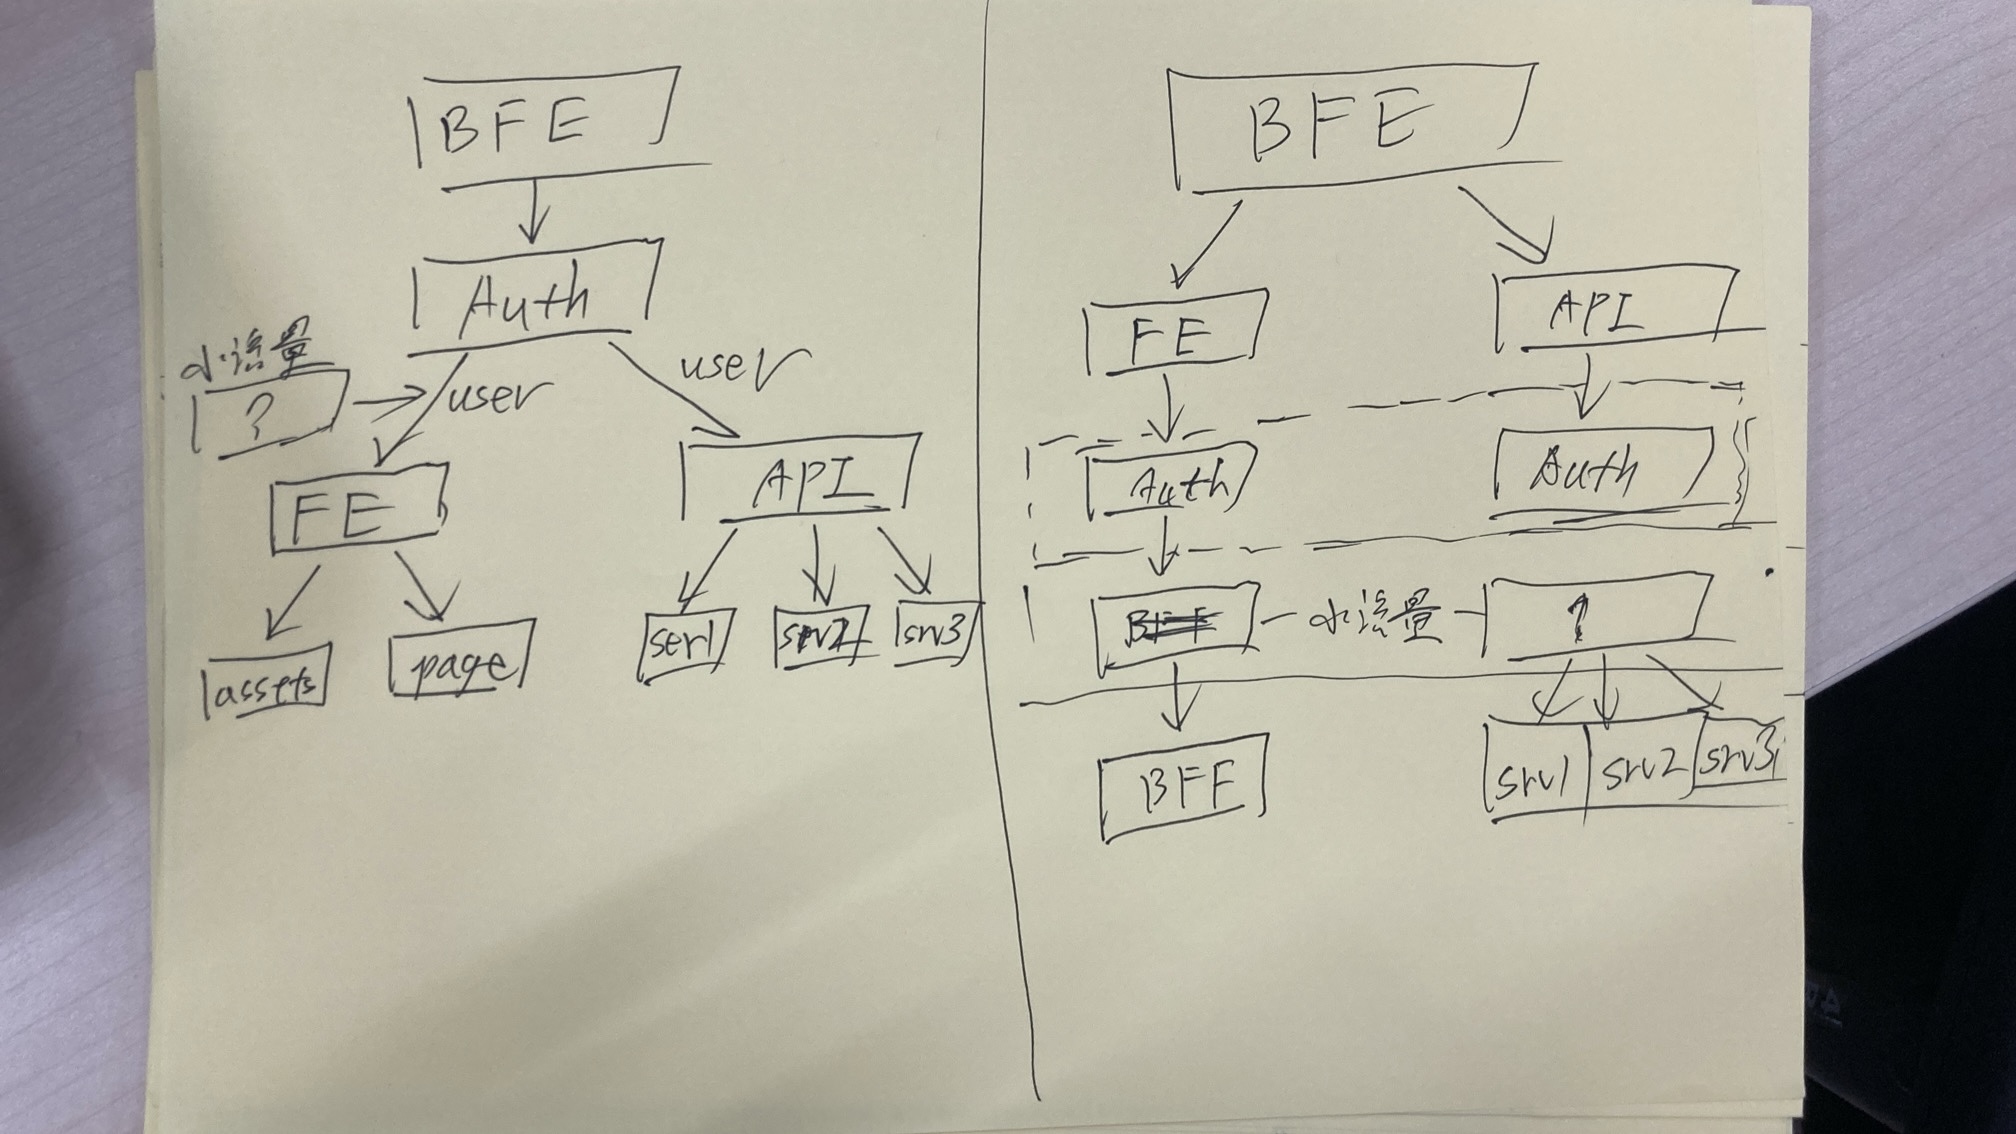 BFE
Auth
小流量
?
user
user
FE
API
assets
page
ser1
srv2
srv3
BFE
FE
API
Auth
Auth
小流量
BFF
srv1
srv2
srv3